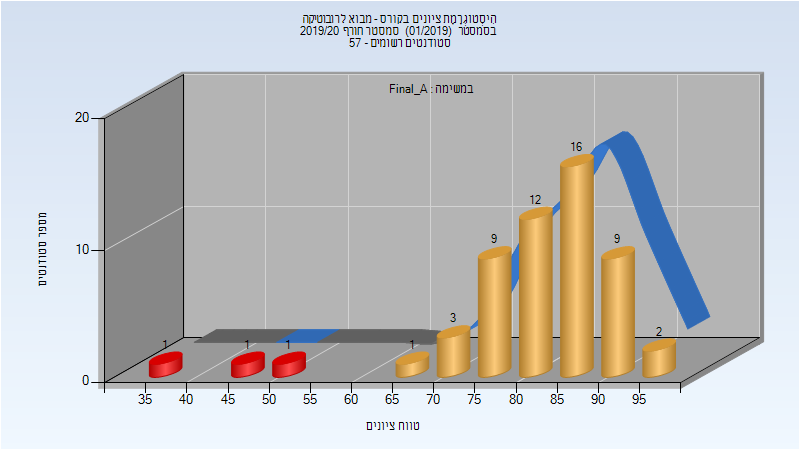 היסטוגרמת ציונים בקורס - מבוא לרובוטיקה
בסמסטר (01/2019) סמסטר חורף 2019/20
סטודנטים רשומים - 57
במשימה : Final_A
מספר סטודנטים
20
10
0
1
1
1
1
3
9
12
16
9
2
35 40 45 50 55 60 65 70 75 80 85 90 95
טווח ציונים